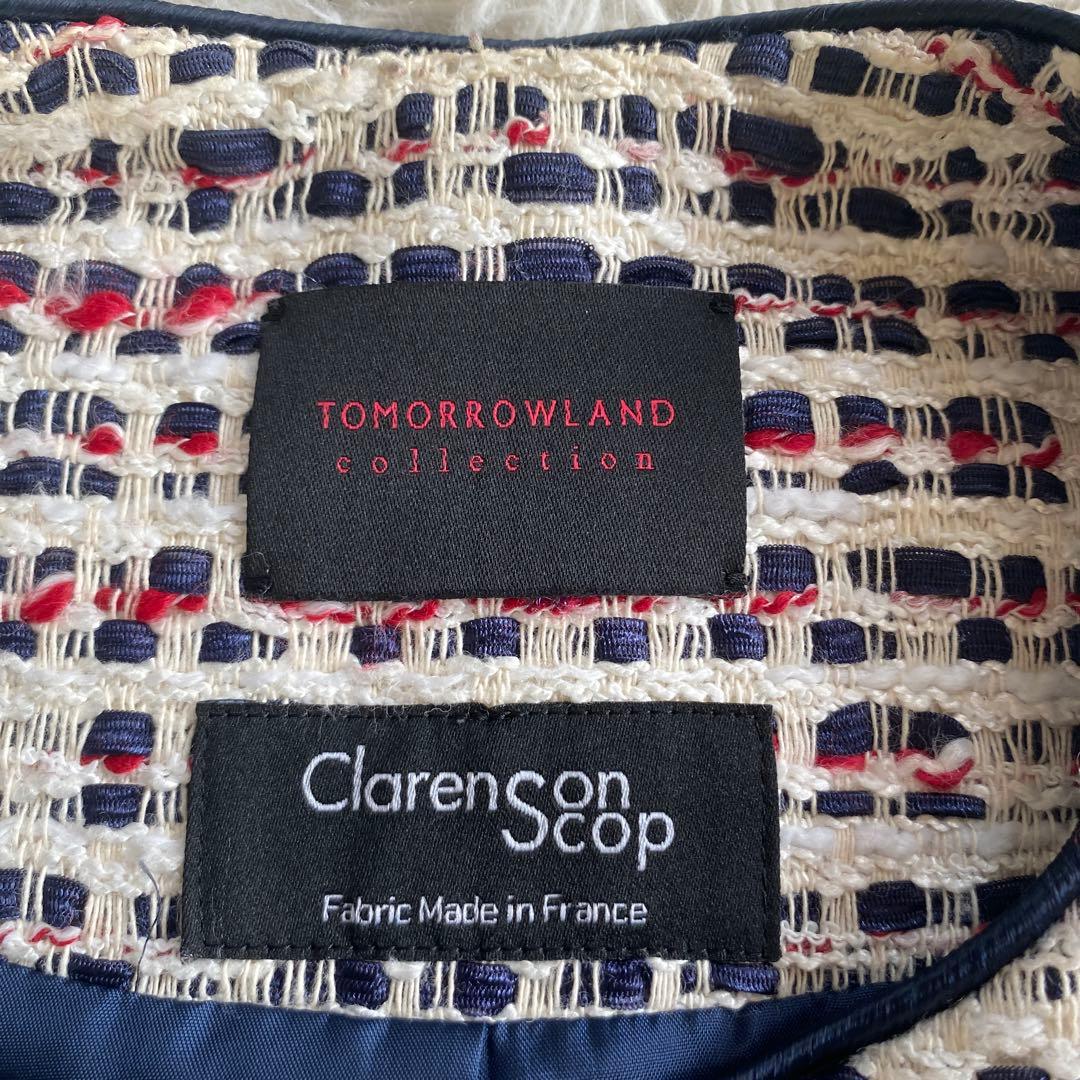 TOMORROWLAND
collection
Clarenson
Scop
Fabric Made in France